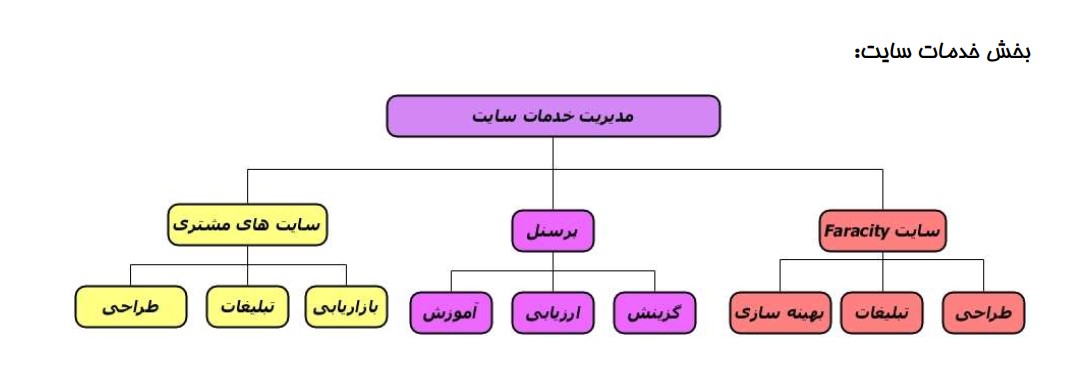 بخش خدمات سایت:
مدیریت خدمات سایت
سایت Faracity
پرسنل
سایت های مشتری
طراحی
تبلیغات
بهینه سازی
گزینش
ارزیابی
آموزش
بازاریابی
تبلیغات
طراحی